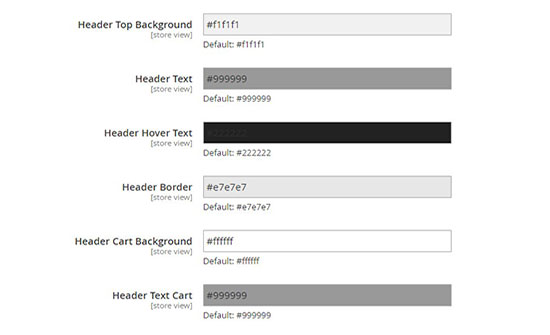 Header Top Background #f1f1f1
[store view]
Default: #f1f1f1
Header Text #999999
[store view]
Default: #999999
Header Hover Text #222222
[store view]
Default: #222222
Header Border #e7e7e7
[store view]
Default: #e7e7e7
Header Cart Background #ffffff
[store view]
Default: #ffffff
Header Text Cart #999999
[store view]
Default: #999999